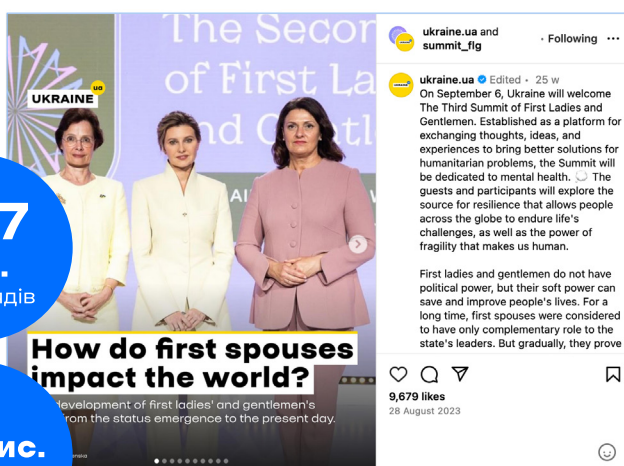 The Secon
of First La
nd G
UKRAINE
ua
7
.
дів
ис.
How do first spouses
impact the world?
development of first ladies' and gentlemen's
from the status emergence to the present day.
ukraine.ua and
summit_flg
• Following •••
ukraine.ua Edited • 25 w
On September 6, Ukraine will welcome
The Third Summit of First Ladies and
Gentlemen. Established as a platform for
exchanging thoughts, ideas, and
experiences to bring better solutions for
humanitarian problems, the Summit will
be dedicated to mental health. 💭 The
guests and participants will explore the
source for resilience that allows people
across the globe to endure life's
challenges, as well as the power of
fragility that makes us human.
First ladies and gentlemen do not have
political power, but their soft power can
save and improve people's lives. For a
long time, first spouses were considered
to have only complementary role to the
state's leaders. But gradually, they prove
9,679 likes
28 August 2023